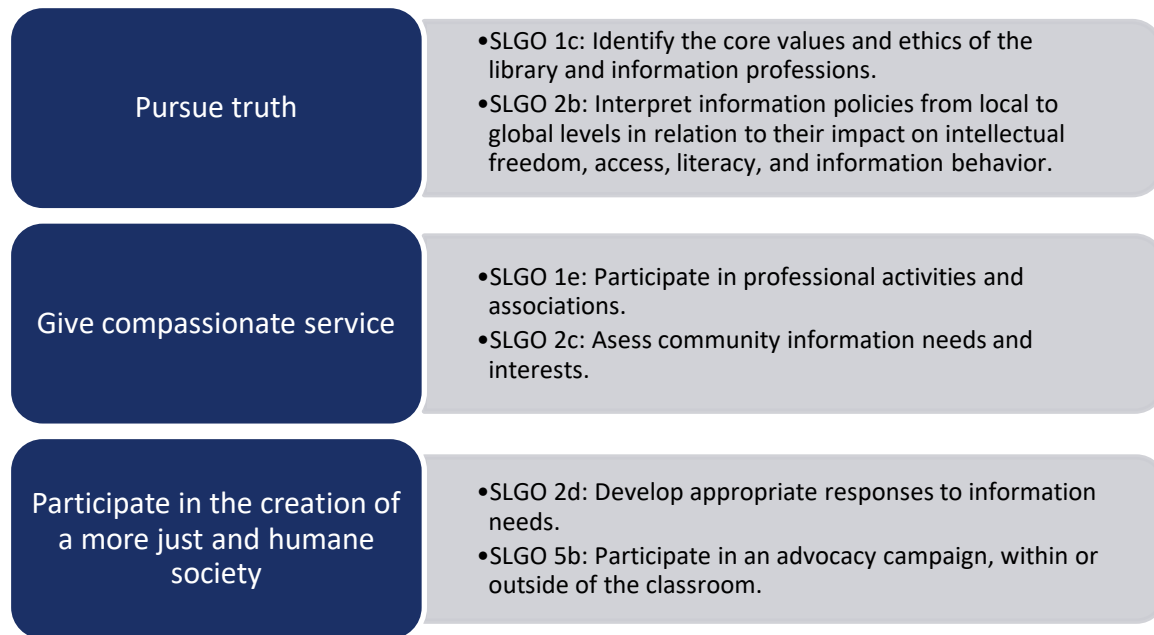 Pursue truth
•SLGO 1c: Identify the core values and ethics of the
library and information professions.
•SLGO 2b: Interpret information policies from local to
global levels in relation to their impact on intellectual
freedom, access, literacy, and information behavior.
Give compassionate service
•SLGO 1e: Participate in professional activities and
associations.
•SLGO 2c: Asess community information needs and
interests.
Participate in the creation of
a more just and humane
society
•SLGO 2d: Develop appropriate responses to information
needs.
•SLGO 5b: Participate in an advocacy campaign, within or
outside of the classroom.